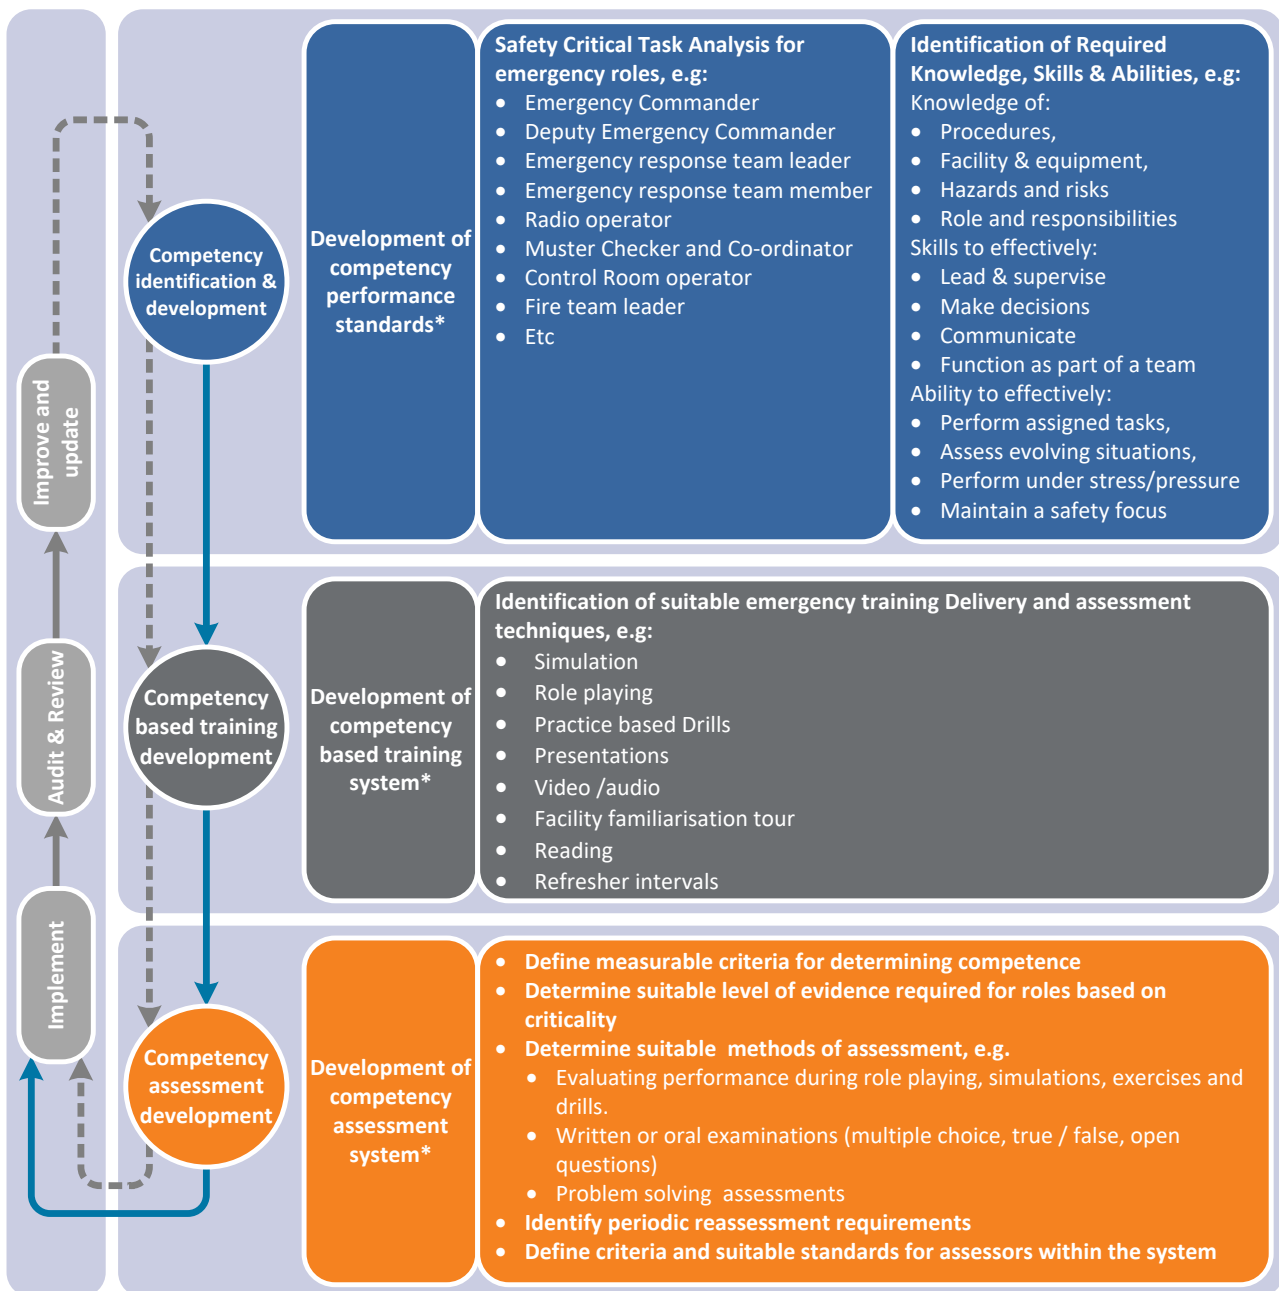 Improve and
update
Audit & Review
Implement
Competency
identification &
development
Development of
competency
performance
standards*
Safety Critical Task Analysis for
emergency roles, e.g:
• Emergency Commander
• Deputy Emergency Commander
• Emergency response team leader
• Emergency response team member
• Radio operator
• Muster Checker and Co-ordinator
• Control Room operator
• Fire team leader
• Etc
Identification of Required
Knowledge, Skills & Abilities, e.g:
Knowledge of:
• Procedures,
• Facility & equipment,
• Hazards and risks
• Role and responsibilities
Skills to effectively:
• Lead & supervise
• Make decisions
• Communicate
• Function as part of a team
Ability to effectively:
• Perform assigned tasks,
• Assess evolving situations,
• Perform under stress/pressure
• Maintain a safety focus
Competency
based training
development
Development of
competency
based training
system*
Identification of suitable emergency training Delivery and assessment
techniques, e.g:
• Simulation
• Role playing
• Practice based Drills
• Presentations
• Video /audio
• Facility familiarisation tour
• Reading
• Refresher intervals
Competency
assessment
development
Development of
competency
assessment
system*
• Define measurable criteria for determining competence
• Determine suitable level of evidence required for roles based on
criticality
• Determine suitable methods of assessment, e.g.
• Evaluating performance during role playing, simulations, exercises and
drills.
• Written or oral examinations (multiple choice, true / false, open
questions)
• Problem solving assessments
• Identify periodic reassessment requirements
• Define criteria and suitable standards for assessors within the system